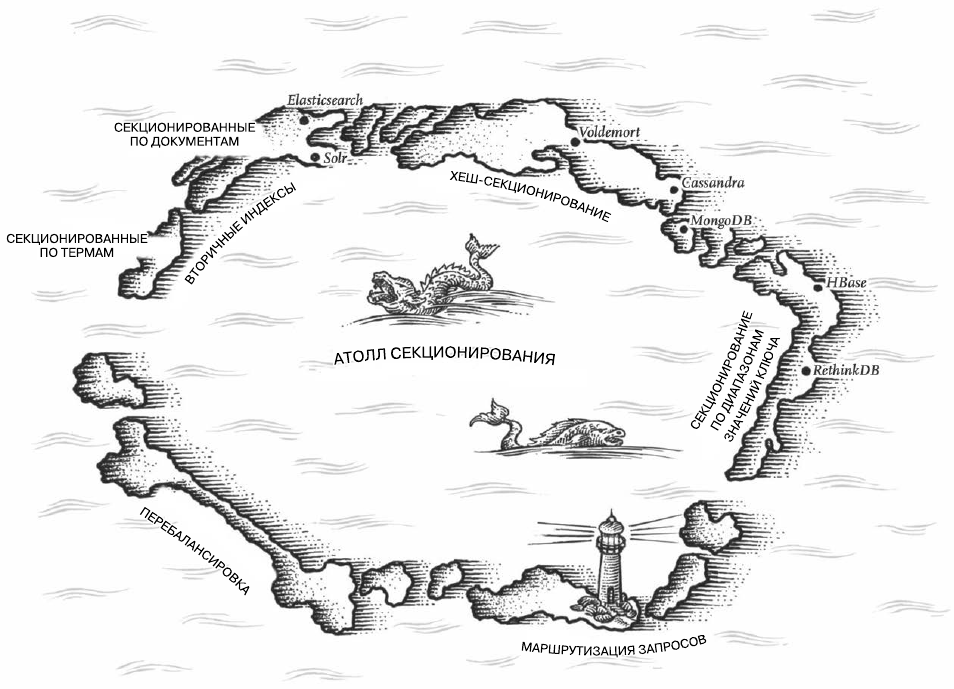 Elasticsearch
СЕКЦИОНИРОВАННЫЕ
ПО ДОКУМЕНТАМ
Solr
Voldemort
ХЕШ-СЕКЦИОНИРОВАНИЕ
Cassandra
MongoDB
ВТОРИЧНЫЕ ИНДЕКСЫ
СЕКЦИОНИРОВАННЫЕ
ПО ТЕРМАМ
HBase
АТОЛЛ СЕКЦИОНИРОВАНИЯ
СЕКЦИОНИРОВАНИЕ
ПО ДИАПАЗОНАМ
ЗНАЧЕНИЙ КЛЮЧА
RethinkDB
ПЕРЕБАЛАНСИРОВКА
МАРШРУТИЗАЦИЯ ЗАПРОСОВ